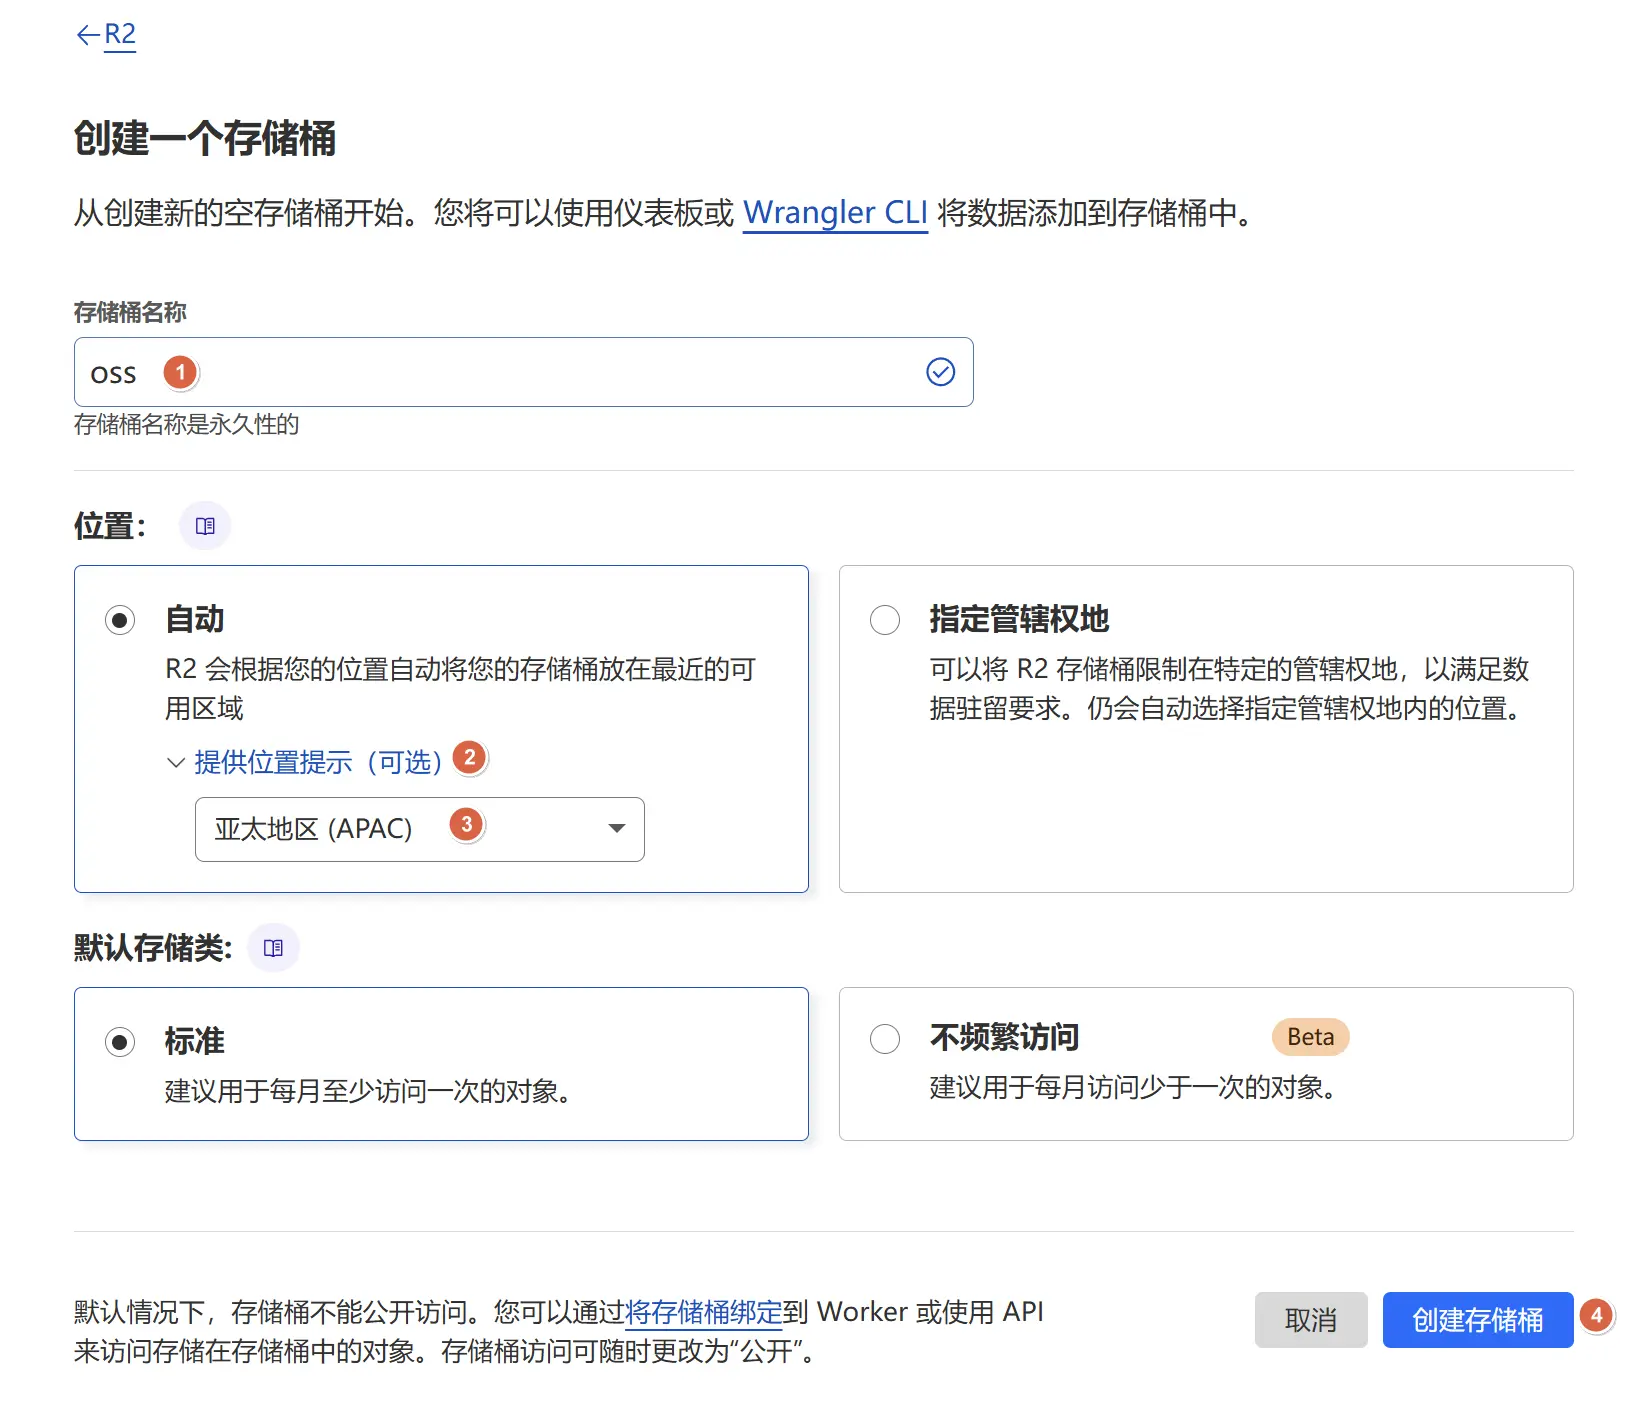 R2
创建一个存储桶
从创建新的空存储桶开始。您将可以使用仪表板或 Wrangler CLI 将数据添加到存储桶中。
存储桶名称
oss 1
存储桶名称是永久性的
位置：
自动
R2 会根据您的位置自动将您的存储桶放在最近的可
用区域
提供位置提示（可选） 2
亚太地区 (APAC) 3
指定管辖权地
可以将 R2 存储桶限制在特定的管辖权地，以满足数
据驻留要求。仍会自动选择指定管辖权地内的位置。
默认存储类:
标准
建议用于每月至少访问一次的对象。
不频繁访问 Beta
建议用于每月访问少于一次的对象。
默认情况下，存储桶不能公开访问。您可以通过将存储桶绑定到 Worker 或使用 API
来访问存储在存储桶中的对象。存储桶访问可随时更改为“公开”。
取消 创建存储桶 4